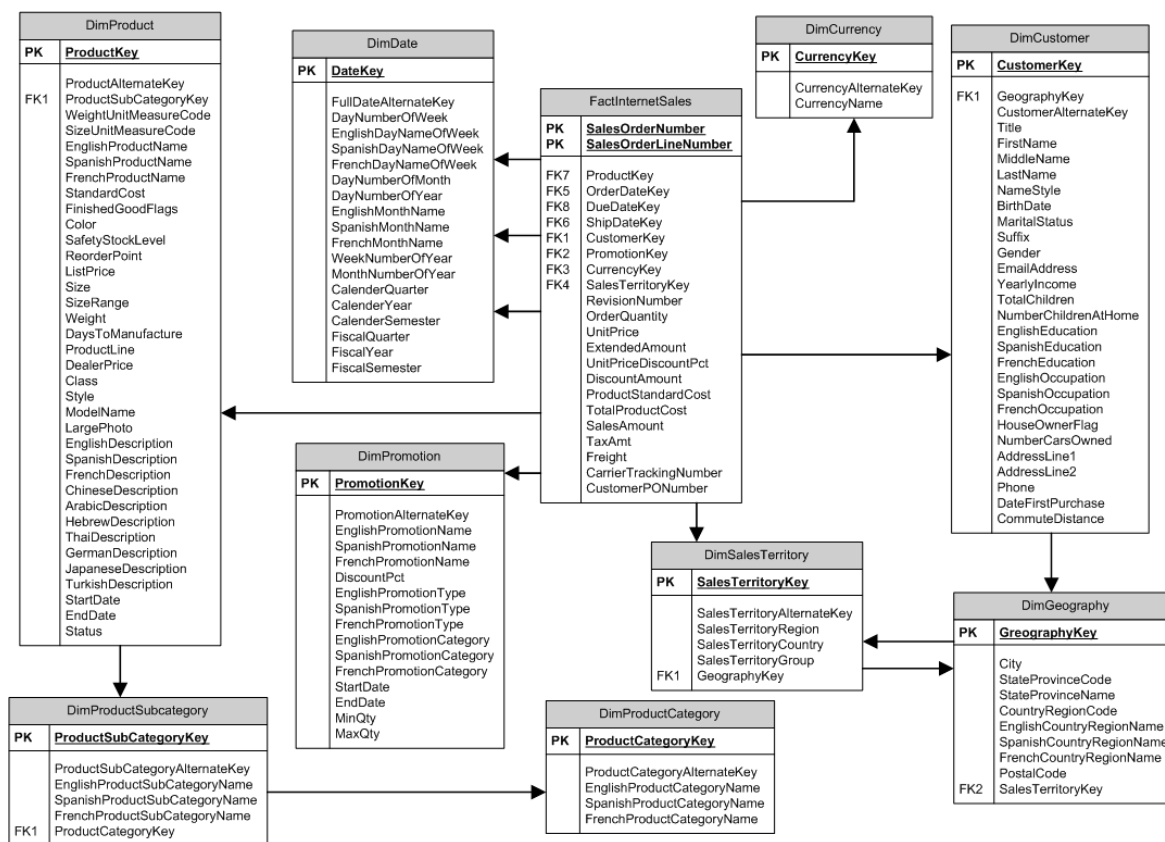 DimProduct
PK ProductKey
ProductAlternateKey
FK1 ProductSubCategoryKey
WeightUnitMeasureCode
SizeUnitMeasureCode
EnglishProductName
SpanishProductName
FrenchProductName
StandardCost
FinishedGoodFlags
Color
SafetyStockLevel
ReorderPoint
ListPrice
Size
SizeRange
Weight
DaysToManufacture
ProductLine
DealerPrice
Class
Style
ModelName
LargePhoto
EnglishDescription
SpanishDescription
FrenchDescription
ChineseDescription
ArabicDescription
HebrewDescription
ThaiDescription
GermanDescription
JapaneseDescription
TurkishDescription
StartDate
EndDate
Status
DimDate
PK DateKey
FullDateAlternateKey
DayNumberOfWeek
EnglishDayNameOfWeek
SpanishDayNameOfWeek
FrenchDayNameOfWeek
DayNumberOfMonth
DayNumberOfYear
EnglishMonthName
SpanishMonthName
FrenchMonthName
WeekNumberOfYear
MonthNumberOfYear
CalenderQuarter
CalenderYear
CalenderSemester
FiscalQuarter
FiscalYear
FiscalSemester
FactInternetSales
PK SalesOrderNumber
PK SalesOrderLineNumber
FK7 ProductKey
FK5 OrderDateKey
FK8 DueDateKey
FK6 ShipDateKey
FK1 CustomerKey
FK2 PromotionKey
FK3 CurrencyKey
FK4 SalesTerritoryKey
RevisionNumber
OrderQuantity
UnitPrice
ExtendedAmount
UnitPriceDiscountPct
DiscountAmount
ProductStandardCost
TotalProductCost
SalesAmount
TaxAmt
Freight
CarrierTrackingNumber
CustomerPONumber
DimCurrency
PK CurrencyKey
CurrencyAlternateKey
CurrencyName
DimCustomer
PK CustomerKey
FK1 GeographyKey
CustomerAlternateKey
Title
FirstName
MiddleName
LastName
NameStyle
BirthDate
MaritalStatus
Suffix
Gender
EmailAddress
YearlyIncome
TotalChildren
NumberChildrenAtHome
EnglishEducation
SpanishEducation
FrenchEducation
EnglishOccupation
SpanishOccupation
FrenchOccupation
HouseOwnerFlag
NumberCarsOwned
AddressLine1
AddressLine2
Phone
DateFirstPurchase
CommuteDistance
DimPromotion
PK PromotionKey
PromotionAlternateKey
EnglishPromotionName
SpanishPromotionName
FrenchPromotionName
DiscountPct
EnglishPromotionType
SpanishPromotionType
FrenchPromotionType
EnglishPromotionCategory
SpanishPromotionCategory
FrenchPromotionCategory
StartDate
EndDate
MinQty
MaxQty
DimSalesTerritory
PK SalesTerritoryKey
SalesTerritoryAlternateKey
SalesTerritoryRegion
SalesTerritoryCountry
SalesTerritoryGroup
FK1 GeographyKey
DimGeography
PK GreographyKey
City
StateProvinceCode
StateProvinceName
CountryRegionCode
EnglishCountryRegionName
SpanishCountryRegionName
FrenchCountryRegionName
PostalCode
FK2 SalesTerritoryKey
DimProductSubcategory
PK ProductSubCategoryKey
ProductSubCategoryAlternateKey
EnglishProductSubCategoryName
SpanishProductSubCategoryName
FrenchProductSubCategoryName
FK1 ProductCategoryKey
DimProductCategory
PK ProductCategoryKey
ProductCategoryAlternateKey
EnglishProductCategoryName
SpanishProductCategoryName
FrenchProductCategoryName